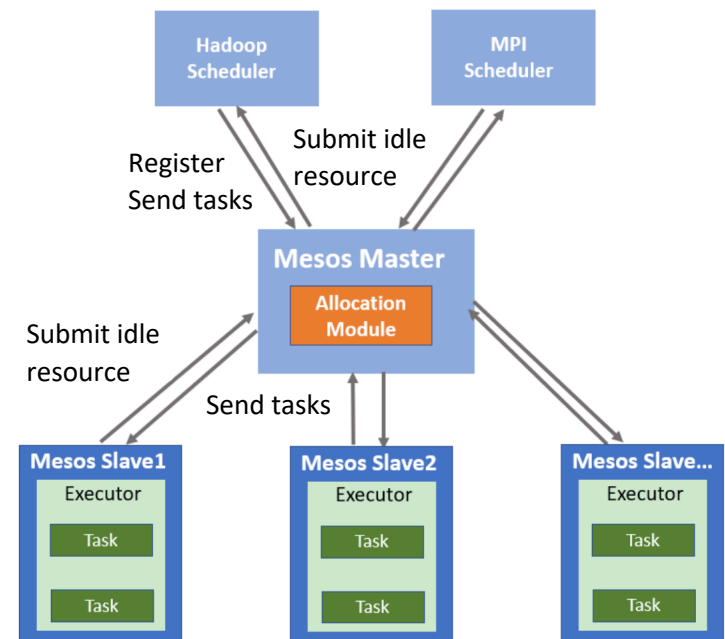 Hadoop
Scheduler
MPI
Scheduler
Register
Send tasks
Submit idle
resource
Mesos Master
Allocation
Module
Submit idle
resource
Send tasks
Mesos Slave1
Executor
Task
Task
Mesos Slave2
Executor
Task
Task
Mesos Slave...
Executor
Task
Task